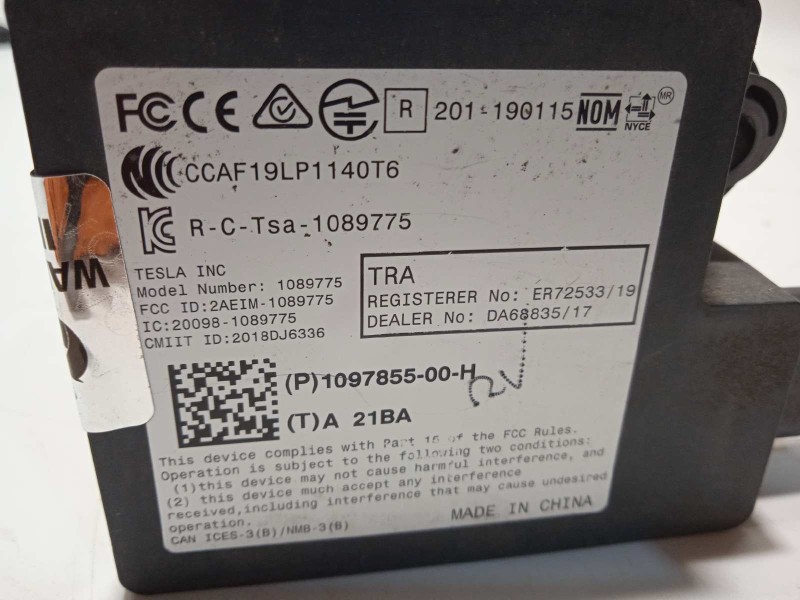 FC CE R 201-190115 NOM NYCE MR
CCAF19LP1140T6
R-C-Tsa-1089775
TESLA INC
Model Number: 1089775
FCC ID:2AEIM-1089775
IC:20098-1089775
CMIIT ID:2018DJ6336
TRA
REGISTERER No: ER72533/19
DEALER No: DA68835/17
(P)1097855-00-H
(T)A 21BA
This device complies with Part 15 of the FCC Rules.
Operation is subject to the following two conditions:
(1)this device may not cause harmful interference, and
(2) this device much accept any interference
received,including interference that may cause undesired
operation.
CAN ICES-3(B)/NMB-3(B)
MADE IN CHINA
WA